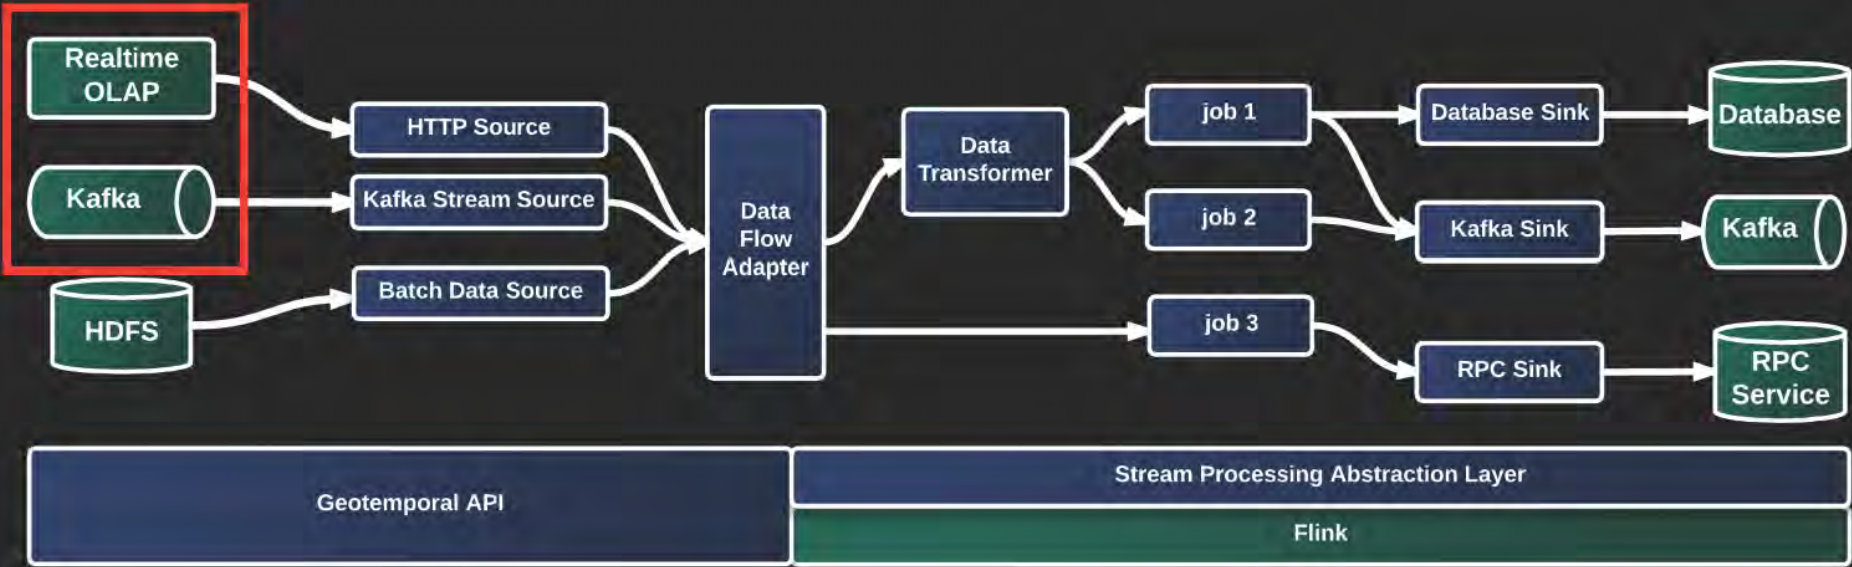 Realtime
OLAP
Kafka
HDFS
HTTP Source
Kafka Stream Source
Batch Data Source
Data
Flow
Adapter
Data
Transformer
job 1
job 2
job 3
Database Sink
Kafka Sink
RPC Sink
Database
Kafka
RPC
Service
Geotemporal API
Stream Processing Abstraction Layer
Flink